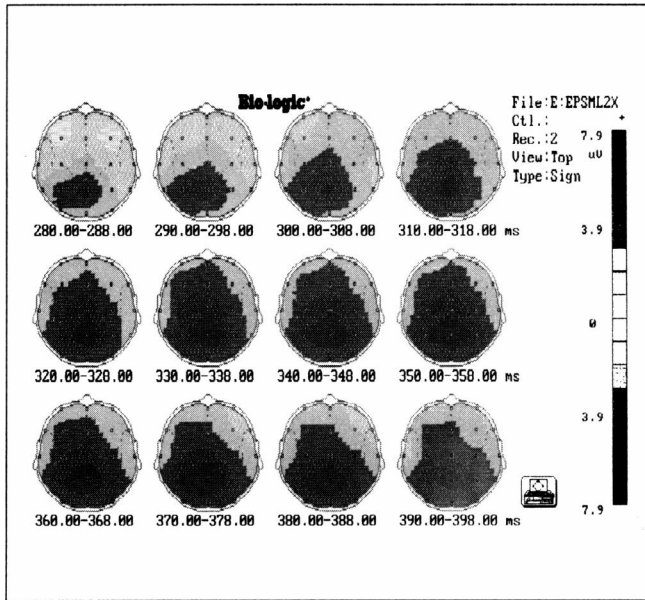 Bio-logic
File:E:EPSML2X
Ctl.: +
Rec.:2 7.9
View:Top uV
Type:Sign
280.00-288.00 290.00-298.00 300.00-308.00 310.00-318.00 ms
3.9
0
320.00-328.00 330.00-338.00 340.00-348.00 350.00-358.00 ms
3.9
360.00-368.00 370.00-378.00 380.00-388.00 390.00-398.00 ms
7.9